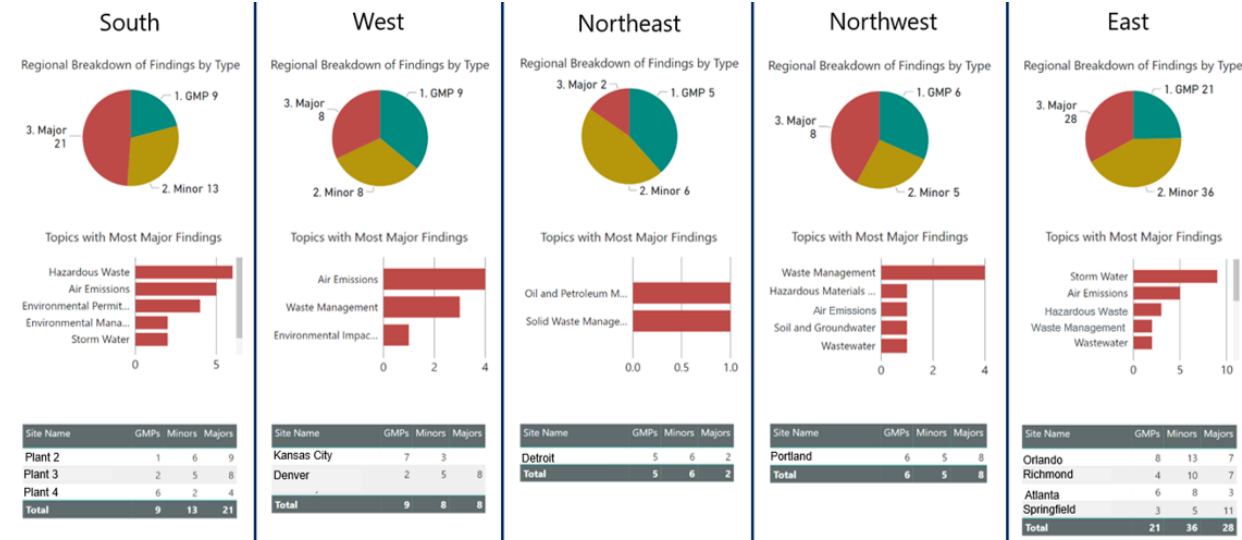 South
Regional Breakdown of Findings by Type
1. GMP 9
3. Major
21
2. Minor 13
Topics with Most Major Findings
Hazardous Waste
Air Emissions
Environmental Permit...
Environmental Mana...
Storm Water
0 5
Site Name GMPs Minors Majors
Plant 2 1 6 9
Plant 3 2 5 8
Plant 4 6 2 4
Total 9 13 21
West
Regional Breakdown of Findings by Type
1. GMP 9
3. Major
8
2. Minor 8
Topics with Most Major Findings
Air Emissions
Waste Management
Environmental Impac...
0 2 4
Site Name GMPs Minors Majors
Kansas City 7 3
Denver 2 5 8
Total 9 8 8
Northeast
Regional Breakdown of Findings by Type
3. Major 2
1. GMP 5
2. Minor 6
Topics with Most Major Findings
Oil and Petroleum M...
Solid Waste Manage...
0.0 0.5 1.0
Site Name GMPs Minors Majors
Detroit 5 6 2
Total 5 6 2
Northwest
Regional Breakdown of Findings by Type
1. GMP 6
3. Major
8
2. Minor 5
Topics with Most Major Findings
Waste Management
Hazardous Materials ...
Air Emissions
Soil and Groundwater
Wastewater
0 2 4
Site Name GMPs Minors Majors
Portland 6 5 8
Total 6 5 8
East
Regional Breakdown of Findings by Type
1. GMP 21
3. Major
28
2. Minor 36
Topics with Most Major Findings
Storm Water
Air Emissions
Hazardous Waste
Waste Management
Wastewater
0 5 10
Site Name GMPs Minors Majors
Orlando 8 13 7
Richmond 4 10 7
Atlanta 6 8 3
Springfield 3 5 11
Total 21 36 28